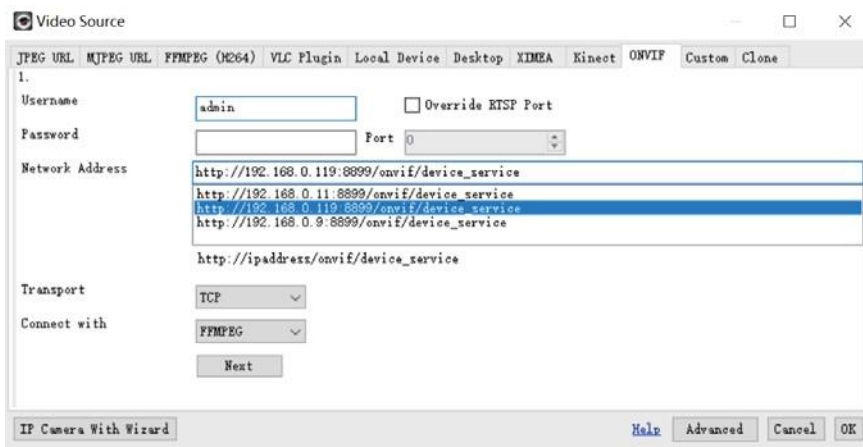 Video Source
JPEG URL MJPEG URL FFMPEG (H264) VLC Plugin Local Device Desktop XIMEA Kinect ONVIF Custom Clone
1.
Username admin Override RTSP Port
Password Port 0
Network Address http://192.168.0.119:8899/onvif/device_service
http://192.168.0.11:8899/onvif/device_service
http://192.168.0.119:8899/onvif/device_service
http://192.168.0.9:8899/onvif/device_service
http://ipaddress/onvif/device_service
Transport TCP
Connect with FFMPEG
Next
IP Camera With Wizard Help Advanced Cancel OK